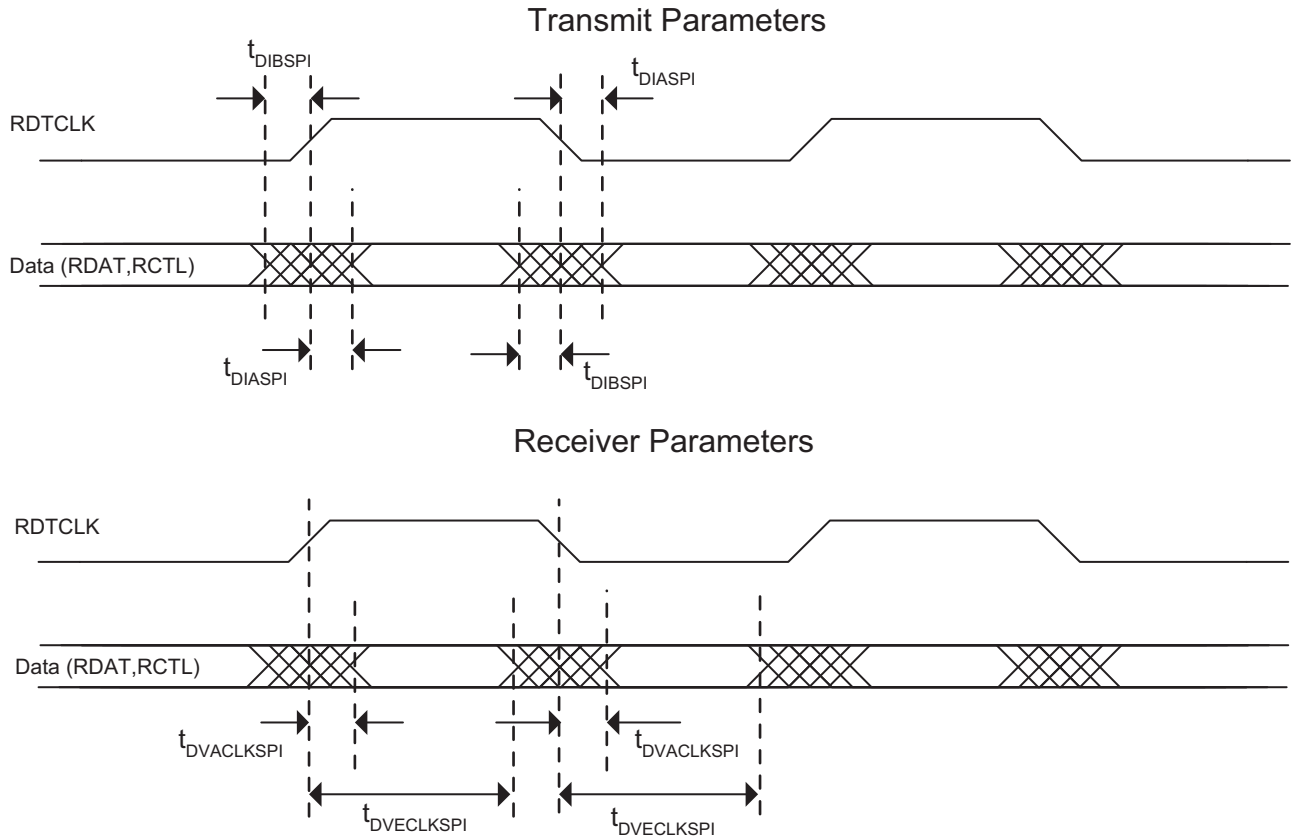 Transmit Parameters
tDIBSPI
tDIASPI
RDTCLK
Data (RDAT,RCTL)
tDIASPI
tDIBSPI
Receiver Parameters
RDTCLK
Data (RDAT,RCTL)
tDVACLKSPI
tDVACLKSPI
tDVECLKSPI
tDVECLKSPI